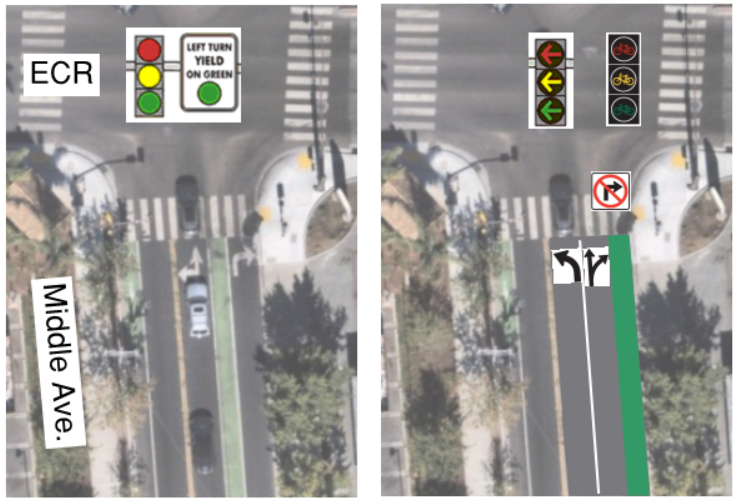 ECR
LEFT TURN
YIELD
ON GREEN
Middle Ave.